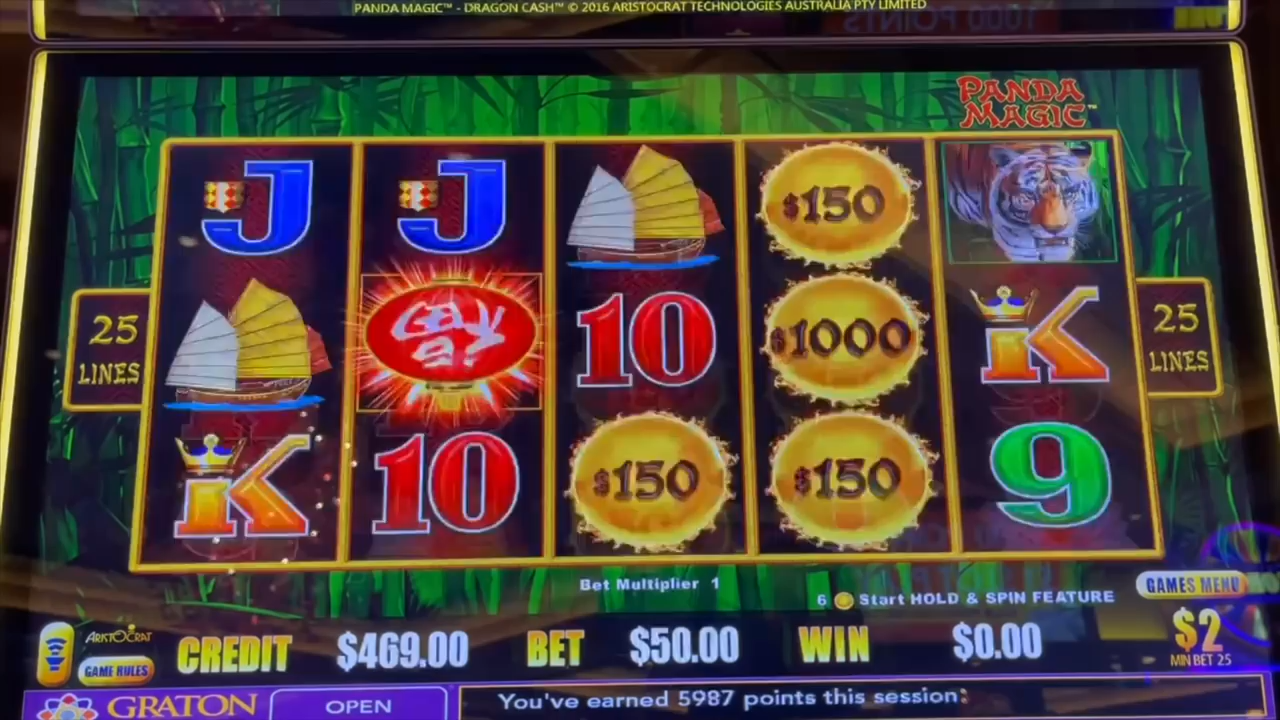 PANDA MAGIC™ - DRAGON CASH™ © 2016 ARISTOCRAT TECHNOLOGIES AUSTRALIA PTY LIMITED
PANDA
MAGIC™
J J $150
25 LINES
$1000
10 K
25 LINES
K 10 $150 $150 9
Bet Multiplier 1
6 Start HOLD & SPIN FEATURE
GAMES MENU
ARISTOCRAT
GAME RULES
CREDIT $469.00 BET $50.00 WIN $0.00
$2
MIN BET 25
GRATON
OPEN
You've earned 5987 points this session: